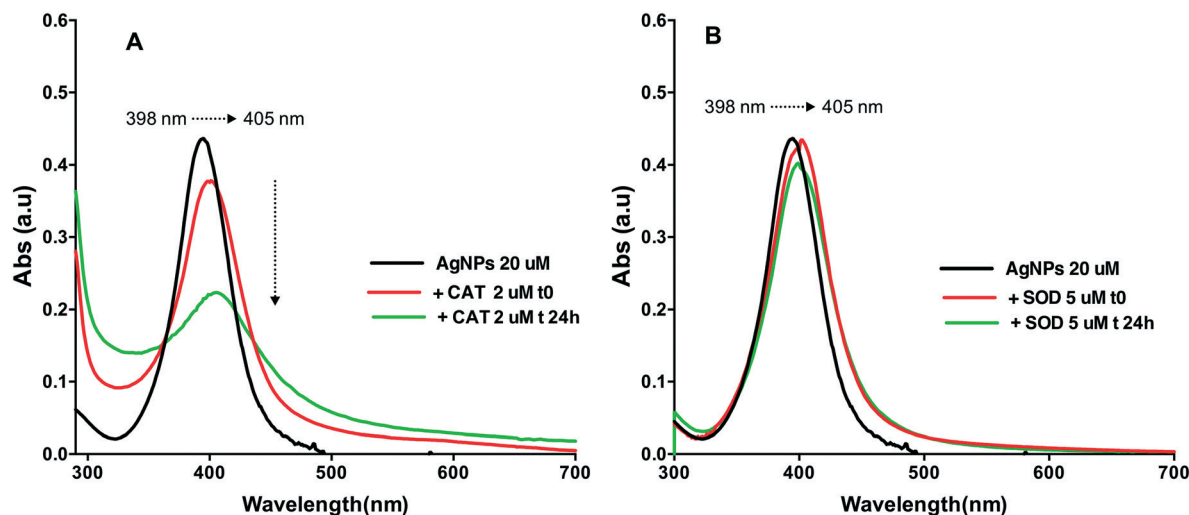 A
0.6
0.5
0.4
0.3
0.2
0.1
0.0
Abs (a.u)
398 nm 405 nm
AgNPs 20 uM
+ CAT 2 uM t0
+ CAT 2 uM t 24h
300 400 500 600 700
Wavelength(nm)
B
0.6
0.5
0.4
0.3
0.2
0.1
0.0
Abs (a.u)
398 nm 405 nm
AgNPs 20 uM
+ SOD 5 uM t0
+ SOD 5 uM t 24h
300 400 500 600 700
Wavelength(nm)